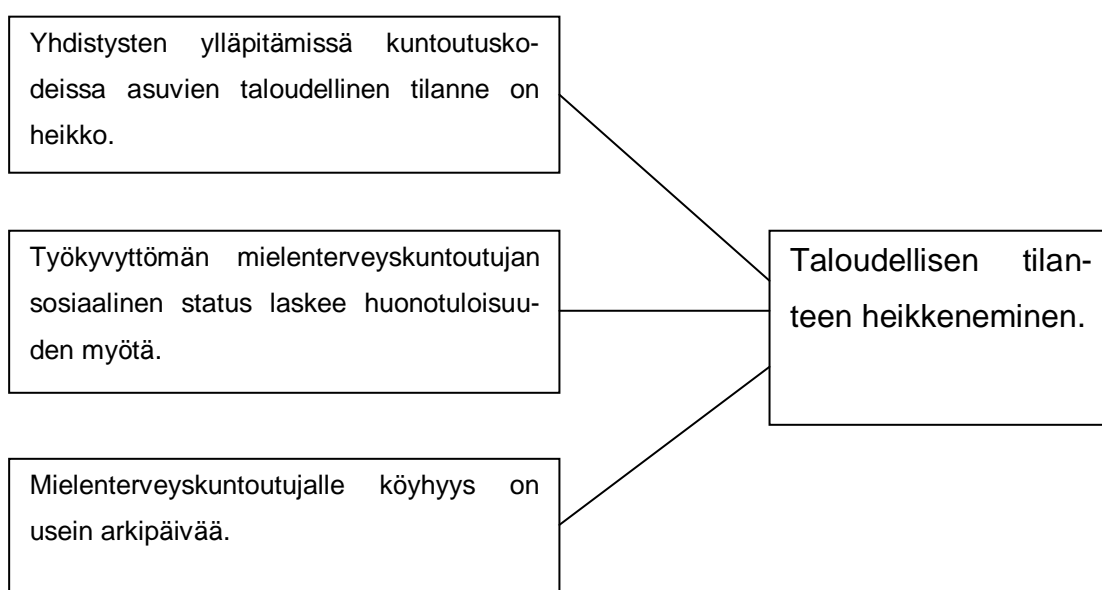 Yhdistysten ylläpitämissä kuntoutusko-
deissa asuvien taloudellinen tilanne on
heikko.
Työkyvyttömän mielenterveyskuntoutujan
sosiaalinen status laskee huonotuloisuu-
den myötä.
Mielenterveyskuntoutujalle köyhyys on
usein arkipäivää.
Taloudellisen tilan-
teen heikkeneminen.